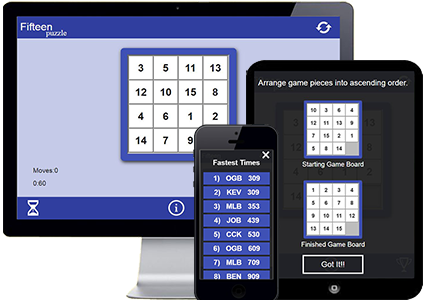 Fifteen
puzzle
3 5 11 13
12 10 15 8
4 6 1 2
14 7 9
Moves:0
0:60
Fastest Times
1) OGB 309
2) KEV 309
3) MLB 353
4) JOB 439
5) CCK 530
6) OGB 609
7) MLB 709
8) BEN 909
Arrange game pieces into ascending order.
10 3 6 4
12 11 13 9
7 15 2 1
5 14 8
Starting Game Board
1 2 3 4
5 6 7 8
9 10 11 12
13 14 15
Finished Game Board
Got It!!